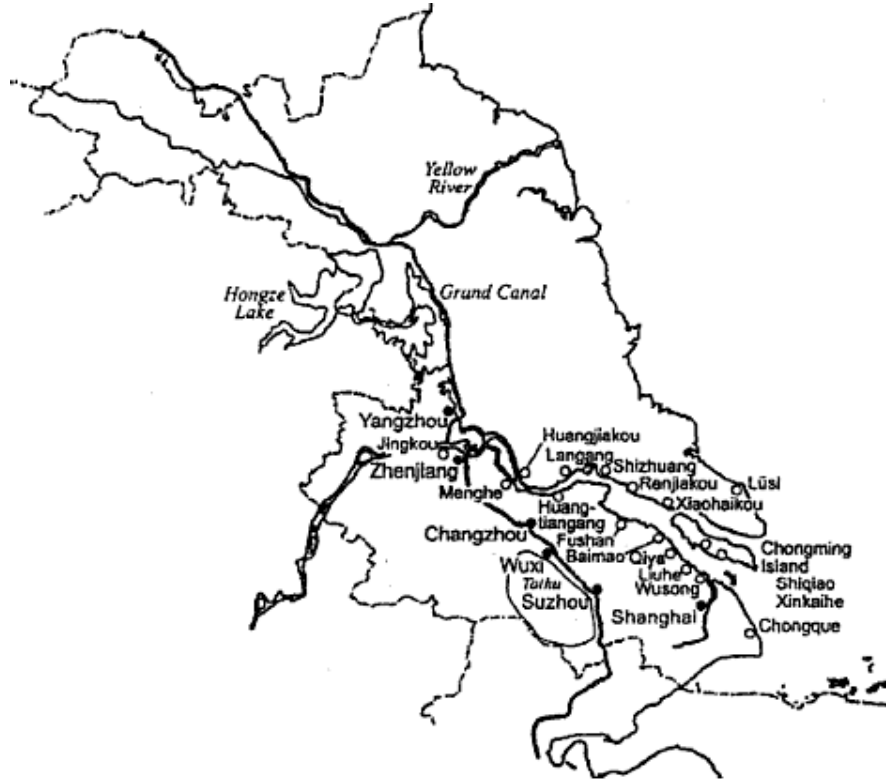 Yellow
River
Hongze
Lake
Grund Canal
Yangzhou
Jingkou
Zhenjiang
Huangjiakou
Langang
Shizhuang
Renjiakou
Lüsi
Menghe
Xiaohaikou
Huang-
tiangang
Changzhou
Fushan
Baimao
Qiya
Chongming
Island
Wuxi
Taihu
Liuhe
Wusong
Shiqiao
Xinkaihe
Suzhou
Shanghai
Chongque